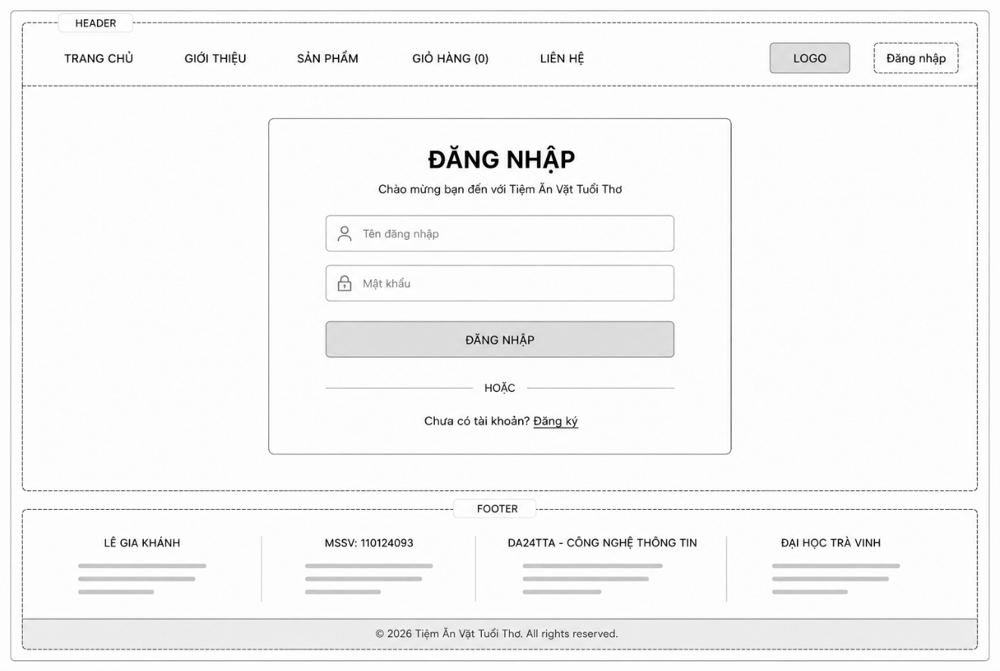 HEADER
TRANG CHỦ GIỚI THIỆU SẢN PHẨM GIỎ HÀNG (0) LIÊN HỆ LOGO Đăng nhập
ĐĂNG NHẬP
Chào mừng bạn đến với Tiệm Ăn Vặt Tuổi Thơ
Tên đăng nhập
Mật khẩu
ĐĂNG NHẬP
HOẶC
Chưa có tài khoản? Đăng ký
FOOTER
LÊ GIA KHÁNH MSSV: 110124093 DA24TTA - CÔNG NGHỆ THÔNG TIN ĐẠI HỌC TRÀ VINH
© 2026 Tiệm Ăn Vặt Tuổi Thơ. All rights reserved.